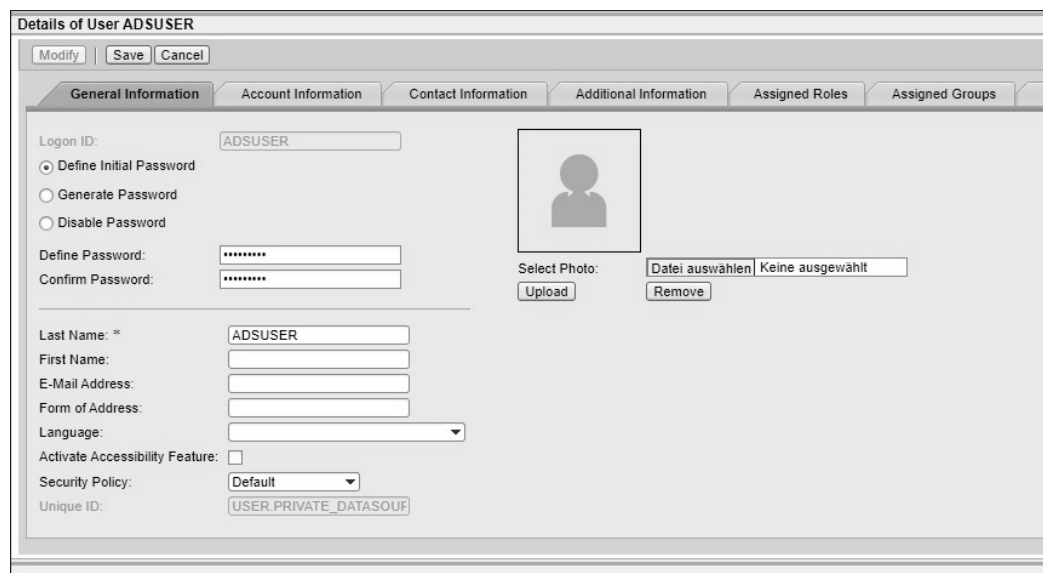 Details of User ADSUSER
Modify | Save Cancel
General Information Account Information Contact Information Additional Information Assigned Roles Assigned Groups
Logon ID: ADSUSER
Define Initial Password
Generate Password
Disable Password
Define Password: •••••••••
Confirm Password: •••••••••
Select Photo: Datei auswählen Keine ausgewählt
Upload Remove
Last Name: * ADSUSER
First Name:
E-Mail Address:
Form of Address:
Language:
Activate Accessibility Feature:
Security Policy: Default
Unique ID: USER.PRIVATE_DATASOUR